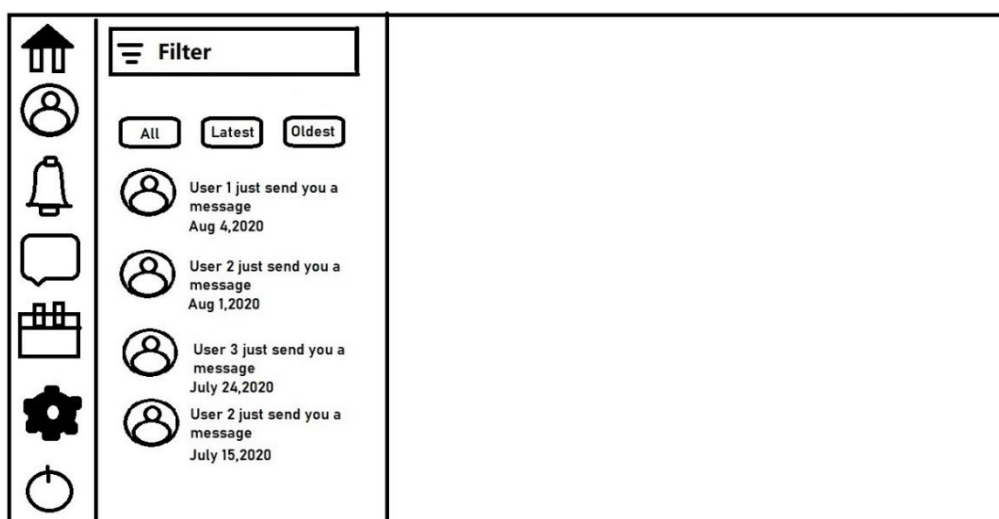 Filter
All
Latest
Oldest
User 1 just send you a
message
Aug 4,2020
User 2 just send you a
message
Aug 1,2020
User 3 just send you a
message
July 24,2020
User 2 just send you a
message
July 15,2020